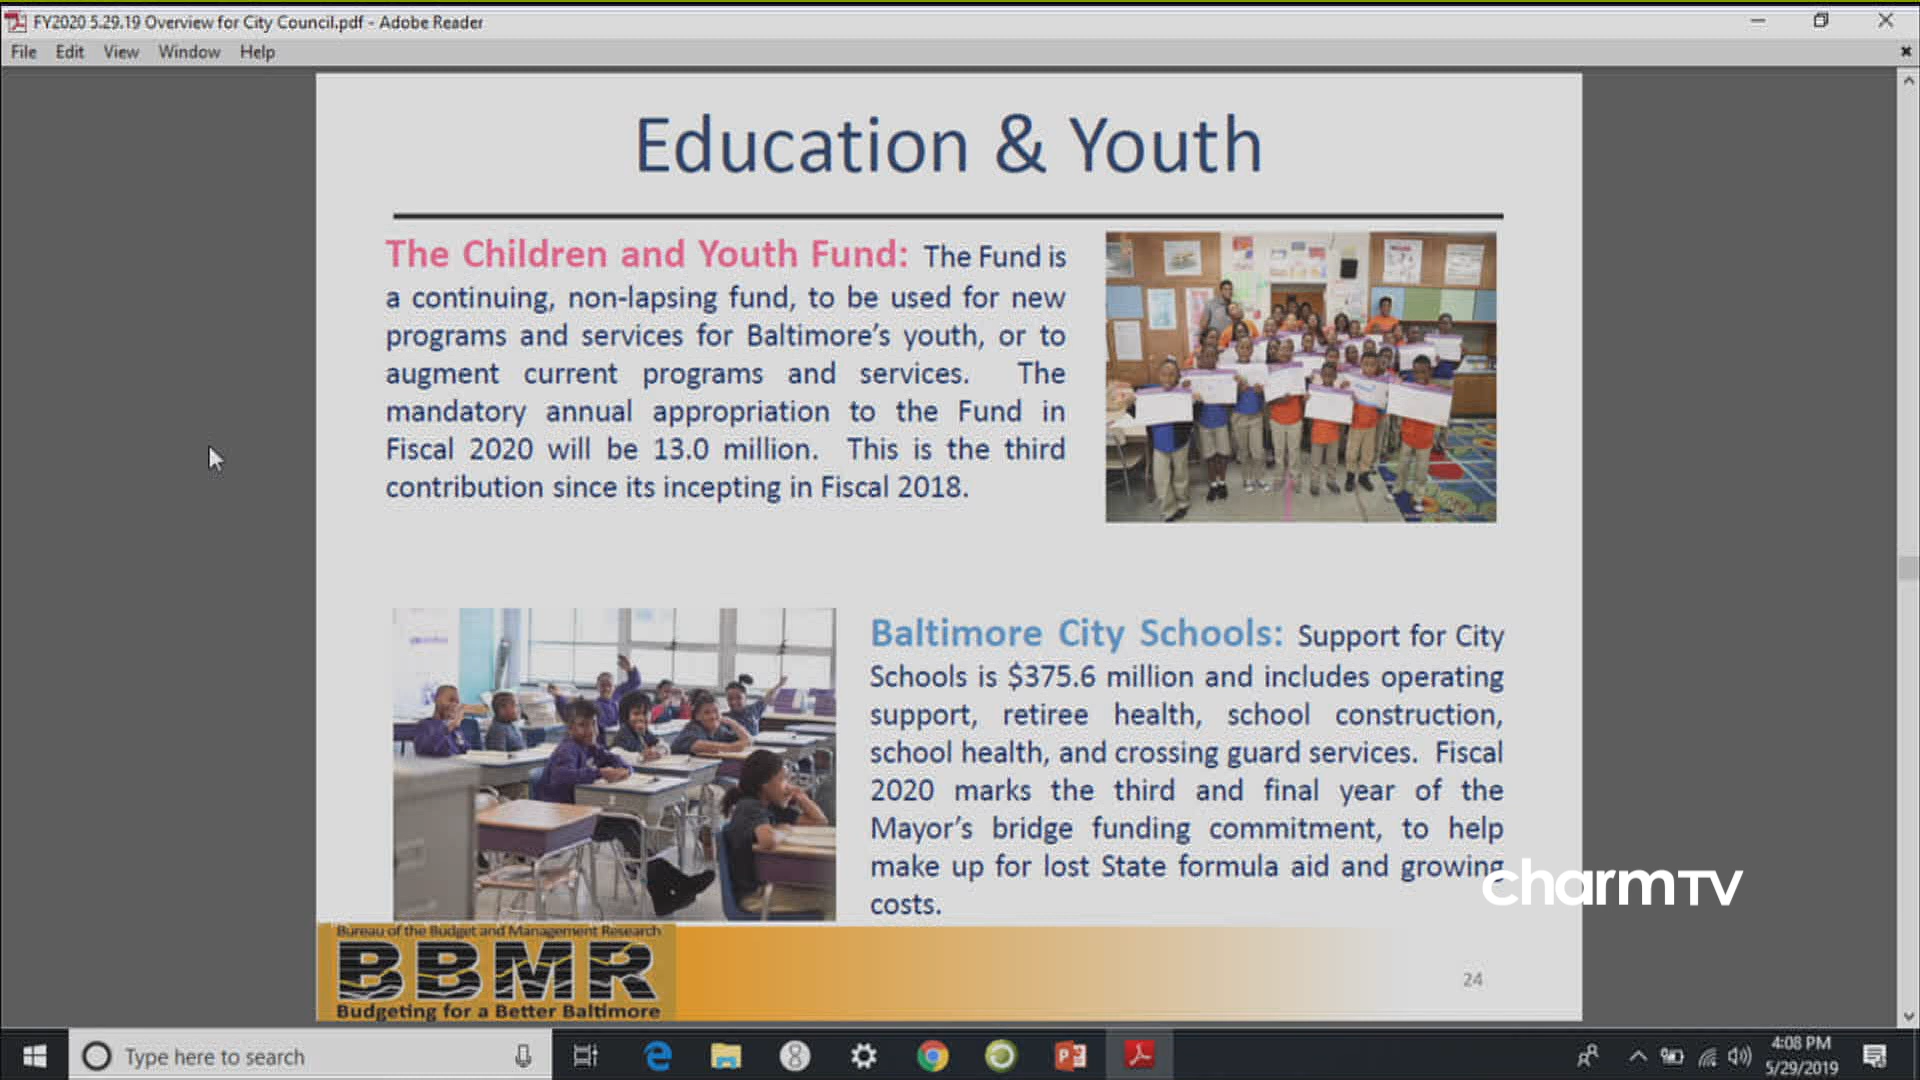 FY2020 5.29.19 Overview for City Council.pdf - Adobe Reader
File Edit View Window Help
Education & Youth
The Children and Youth Fund: The Fund is
a continuing, non-lapsing fund, to be used for new
programs and services for Baltimore's youth, or to
augment current programs and services. The
mandatory annual appropriation to the Fund in
Fiscal 2020 will be 13.0 million. This is the third
contribution since its incepting in Fiscal 2018.
Baltimore City Schools: Support for City
Schools is $375.6 million and includes operating
support, retiree health, school construction,
school health, and crossing guard services. Fiscal
2020 marks the third and final year of the
Mayor's bridge funding commitment, to help
make up for lost State formula aid and growing
costs.
charmTV
Bureau of the Budget and Management Research
BBMR
Budgeting for a Better Baltimore
24
Type here to search
4:08 PM
5/29/2019